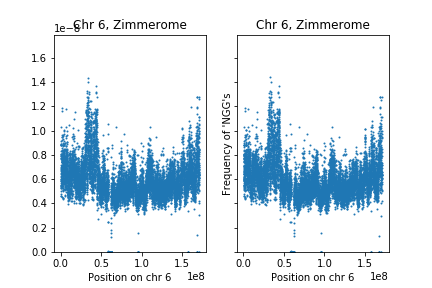 Chr 6, Zimmerome
Chr 6, Zimmerome
1e−8
1.6
1.4
1.2
1.0
0.8
0.6
0.4
0.2
0.0
Frequency of 'NGG's
0.0 0.5 1.0 1.5
0.0 0.5 1.0 1.5
1e8
1e8
Position on chr 6
Position on chr 6